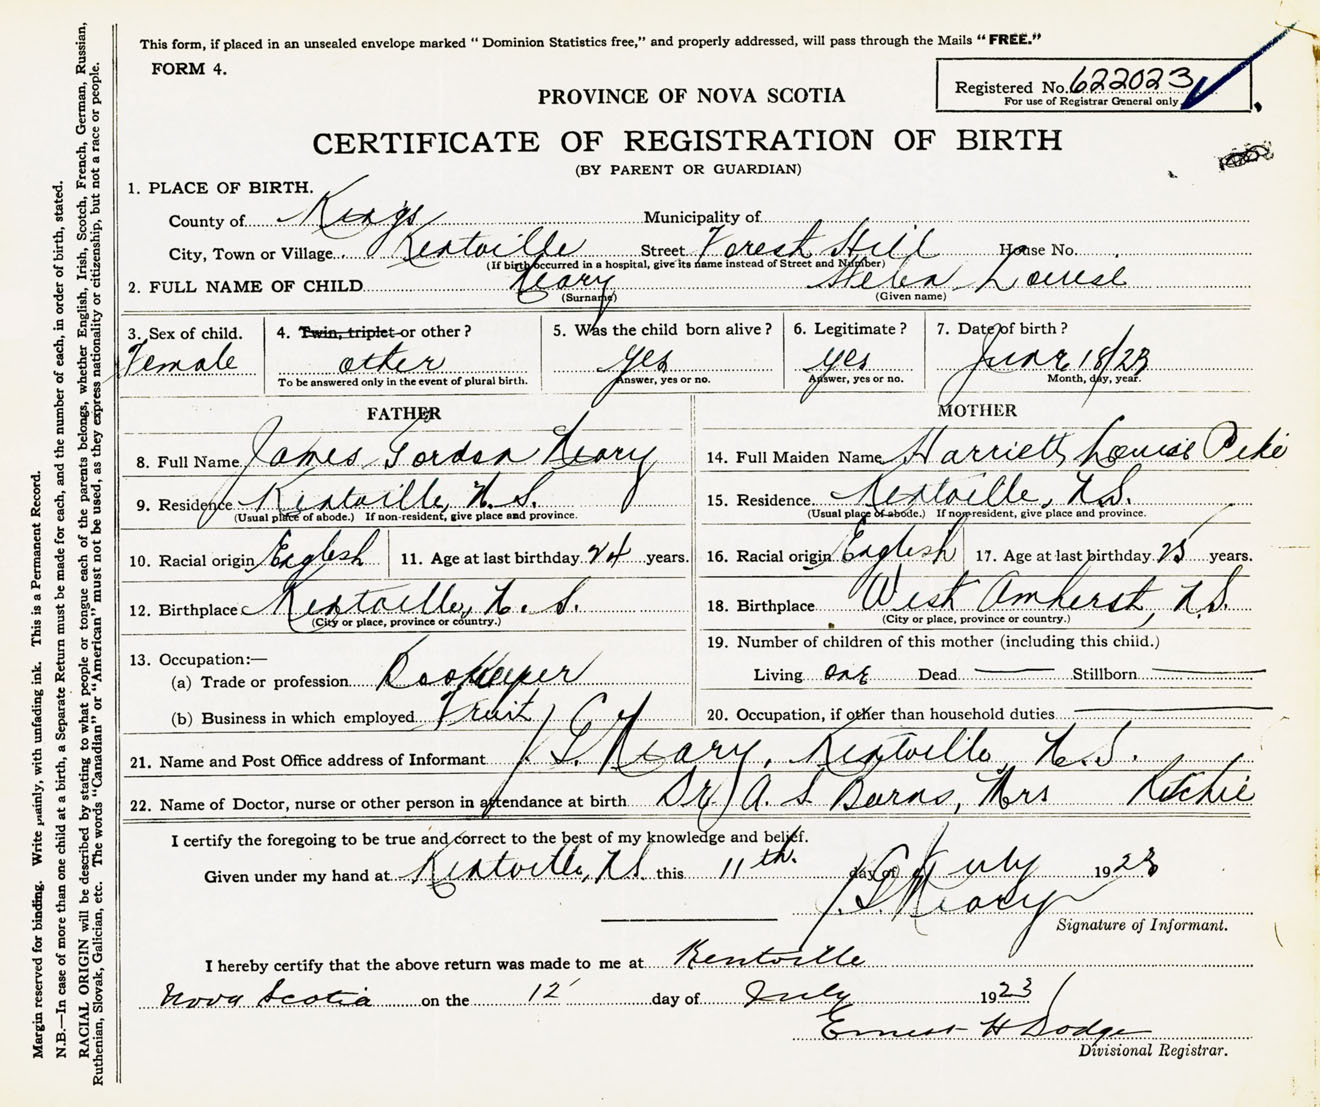 This form, if placed in an unsealed envelope marked “ Dominion Statistics free,” and properly addressed, will pass through the Mails “FREE.”
FORM 4.
Registered No. 622023
For use of Registrar General only
PROVINCE OF NOVA SCOTIA
CERTIFICATE OF REGISTRATION OF BIRTH
(BY PARENT OR GUARDIAN)
1. PLACE OF BIRTH.
County of Kings Municipality of
City, Town or Village Kentville Street Forest Hill House No.
(If birth occurred in a hospital, give its name instead of Street and Number)
2. FULL NAME OF CHILD Neary Helen Louise
(Surname) (Given name)
3. Sex of child. 4. Twin, triplet or other ? 5. Was the child born alive ? 6. Legitimate ? 7. Date of birth ?
Female other yes yes June 18/23
To be answered only in the event of plural birth. Answer, yes or no. Answer, yes or no. Month, day, year.
FATHER MOTHER
8. Full Name James Gordon Neary 14. Full Maiden Name Harriett Louise
9. Residence Kentville, N.S. 15. Residence Kentville, N.S.
(Usual place of abode.) If non-resident, give place and province. (Usual place of abode.) If non-resident, give place and province.
10. Racial origin English 11. Age at last birthday 24 years. 16. Racial origin English 17. Age at last birthday 25 years.
12. Birthplace Kentville, N. S. 18. Birthplace West Amherst, N.S.
(City or place, province or country.) (City or place, province or country.)
19. Number of children of this mother (including this child.)
13. Occupation:—
(a) Trade or profession Bookkeeper Living one Dead Stillborn
(b) Business in which employed Fruit 20. Occupation, if other than household duties
21. Name and Post Office address of Informant J. G. Neary, Kentville, N.S.
22. Name of Doctor, nurse or other person in attendance at birth Dr. A. S. Burns, Mrs Ritchie
I certify the foregoing to be true and correct to the best of my knowledge and belief.
Given under my hand at Kentville, N.S. this 11th. day of July 1923
J. G. Neary
Signature of Informant.
I hereby certify that the above return was made to me at Kentville
Nova Scotia on the 12 day of July 1923
Ernest H Dodge
Divisional Registrar.
Margin reserved for binding. Write plainly, with unfading ink. This is a Permanent Record.
N.B.—In case of more than one child at a birth, a Separate Return must be made for each, and the number of each, in order of birth, stated.
RACIAL ORIGIN will be described by stating to what people or tongue each of the parents belongs, whether English, Irish, Scotch, French, German, Russian,
Ruthenian, Slovak, Galician, etc. The words “Canadian” or “American” must not be used, as they express nationality or citizenship, but not a race or people.